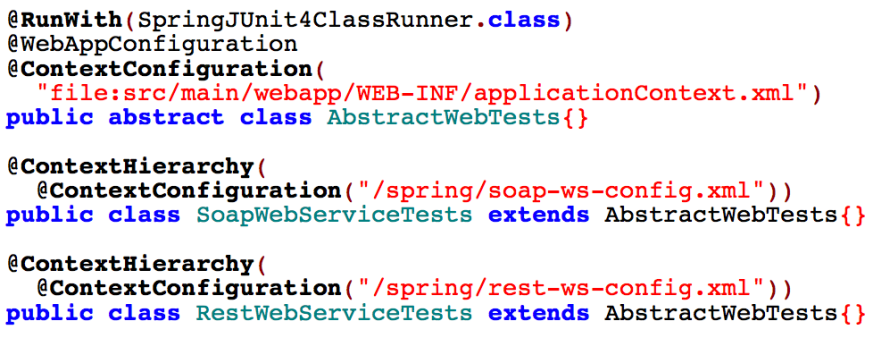 @RunWith(SpringJUnit4ClassRunner.class)
@WebAppConfiguration
@ContextConfiguration(
"file:src/main/webapp/WEB-INF/applicationContext.xml")
public abstract class AbstractWebTests{}
@ContextHierarchy(
@ContextConfiguration("/spring/soap-ws-config.xml"))
public class SoapWebServiceTests extends AbstractWebTests{}
@ContextHierarchy(
@ContextConfiguration("/spring/rest-ws-config.xml"))
public class RestWebServiceTests extends AbstractWebTests{}